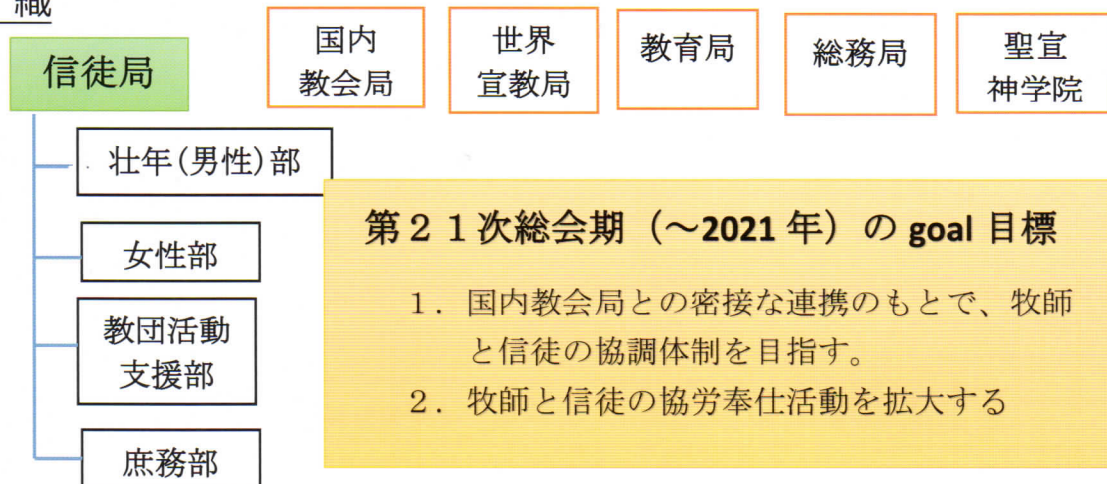 織
信徒局
国内
教会局
世界
宣教局
教育局
総務局
聖宣
神学院
壮年(男性)部
女性部
教団活動
支援部
庶務部
第２１次総会期（～2021 年）の goal 目標
１．国内教会局との密接な連携のもとで、牧師
と信徒の協調体制を目指す。
２．牧師と信徒の協労奉仕活動を拡大する